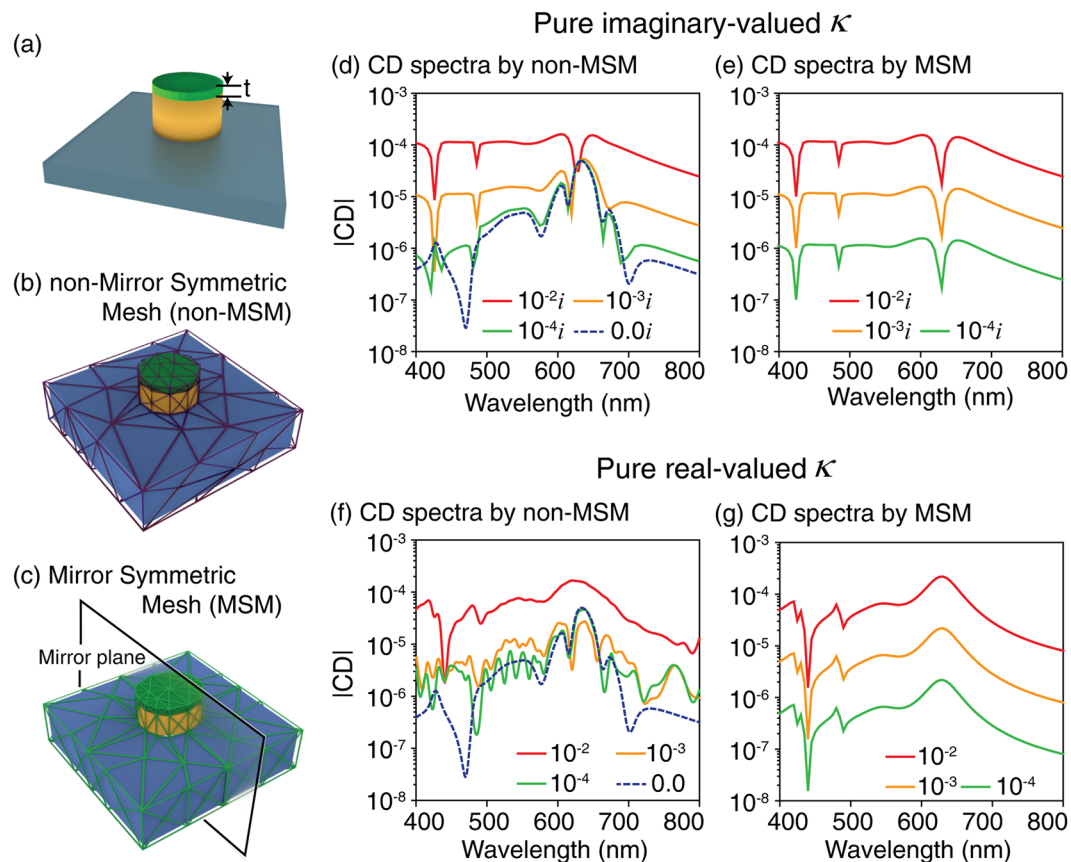 Pure imaginary-valued κ
(a)
t
(b) non-Mirror Symmetric
Mesh (non-MSM)
(c) Mirror Symmetric
Mesh (MSM)
Mirror plane
(d) CD spectra by non-MSM
|CD|
10⁻³
10⁻⁴
10⁻⁵
10⁻⁶
10⁻⁷
10⁻⁸
10⁻²i 10⁻³i
10⁻⁴i 0.0i
400 500 600 700 800
Wavelength (nm)
(e) CD spectra by MSM
10⁻³
10⁻⁴
10⁻⁵
10⁻⁶
10⁻⁷
10⁻⁸
10⁻²i
10⁻³i 10⁻⁴i
400 500 600 700 800
Wavelength (nm)
Pure real-valued κ
(f) CD spectra by non-MSM
|CD|
10⁻³
10⁻⁴
10⁻⁵
10⁻⁶
10⁻⁷
10⁻⁸
10⁻² 10⁻³
10⁻⁴ 0.0
400 500 600 700 800
Wavelength (nm)
(g) CD spectra by MSM
10⁻³
10⁻⁴
10⁻⁵
10⁻⁶
10⁻⁷
10⁻⁸
10⁻²
10⁻³ 10⁻⁴
400 500 600 700 800
Wavelength (nm)